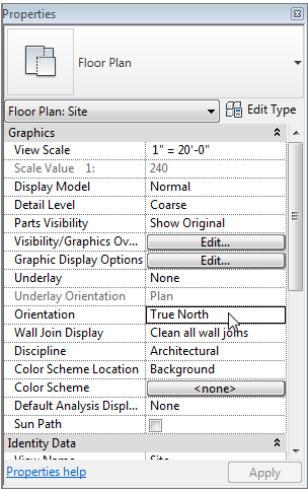 Properties
Floor Plan
Floor Plan: Site Edit Type
Graphics
View Scale 1" = 20'-0"
Scale Value 1: 240
Display Model Normal
Detail Level Coarse
Parts Visibility Show Original
Visibility/Graphics Ov... Edit...
Graphic Display Options Edit...
Underlay None
Underlay Orientation Plan
Orientation True North
Wall Join Display Clean all wall joins
Discipline Architectural
Color Scheme Location Background
Color Scheme <none>
Default Analysis Displ... None
Sun Path
Identity Data
View Name Site
Properties help Apply